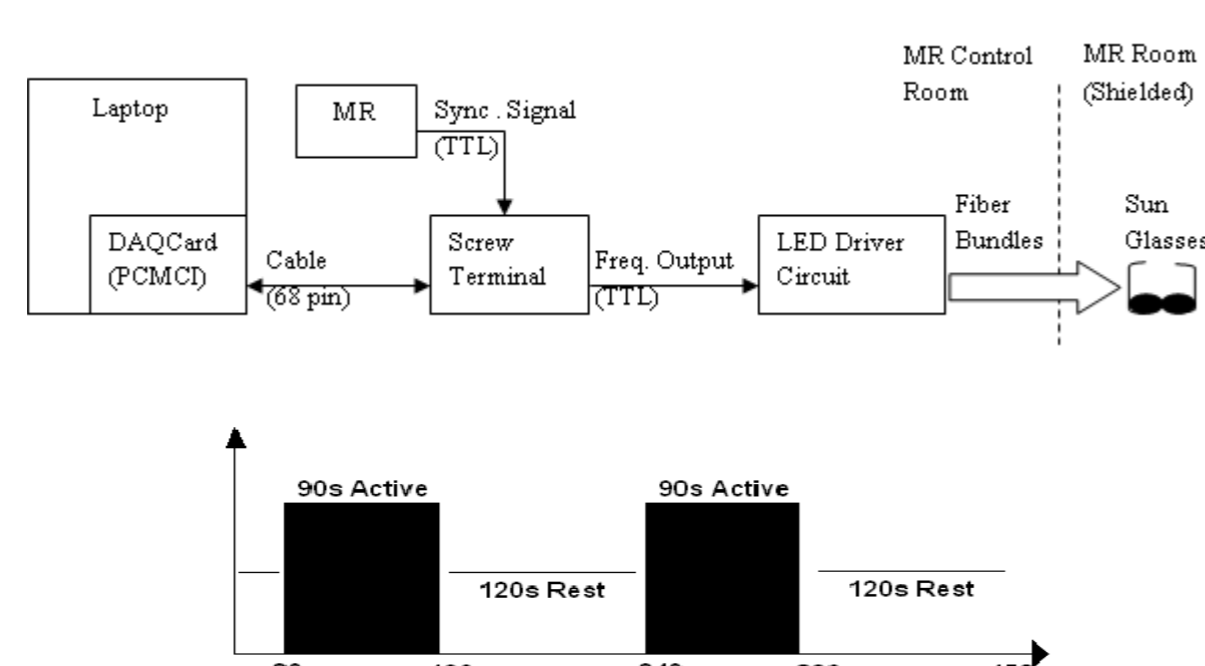 MR Control
Room
MR Room
(Shielded)
Laptop
MR
Sync . Signal
(TTL)
DAQCard
(PCMCI)
Cable
(68 pin)
Screw
Terminal
Freq. Output
(TTL)
LED Driver
Circuit
Fiber
Bundles
Sun
Glasses
90s Active
90s Active
120s Rest
120s Rest